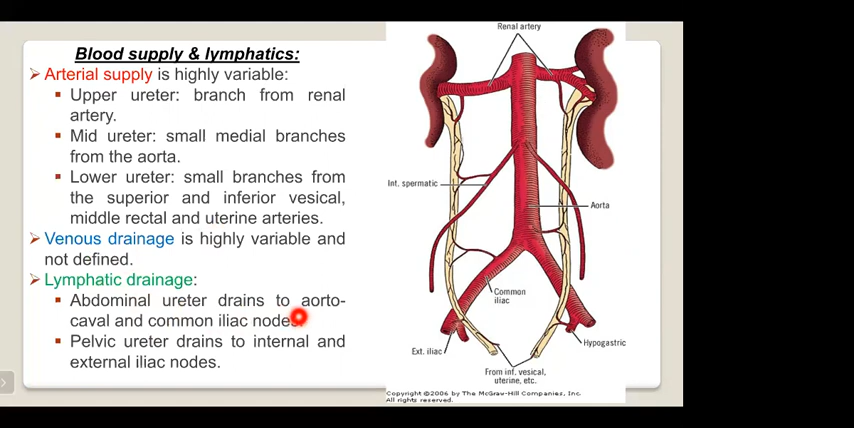 Blood supply & lymphatics:
➢ Arterial supply is highly variable:
▪ Upper ureter: branch from renal
artery.
▪ Mid ureter: small medial branches
from the aorta.
▪ Lower ureter: small branches from
the superior and inferior vesical,
middle rectal and uterine arteries.
➢ Venous drainage is highly variable and
not defined.
➢ Lymphatic drainage:
▪ Abdominal ureter drains to aorto-
caval and common iliac nodes.
▪ Pelvic ureter drains to internal and
external iliac nodes.
Renal artery
Int. spermatic
Aorta
Common
iliac
Ext. iliac
Hypogastric
From inf. vesical,
uterine, etc.
Copyright ©2006 by The McGraw-Hill Companies, Inc.
All rights reserved.